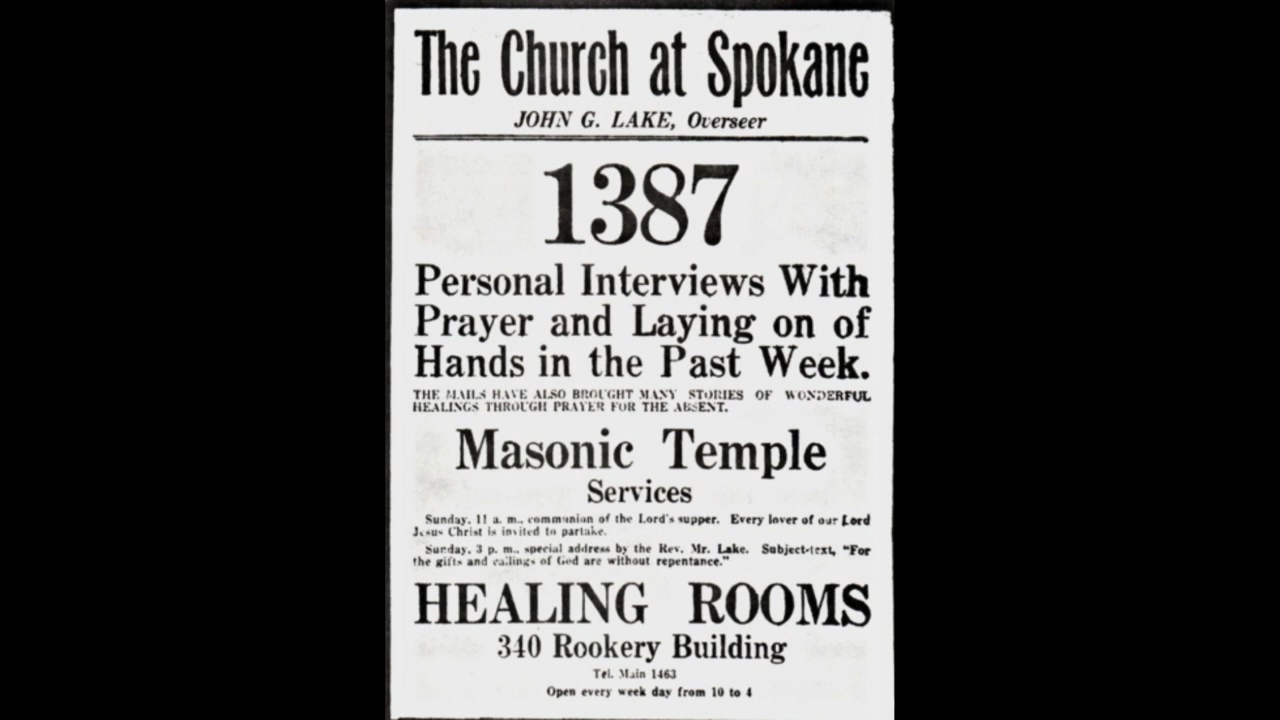 The Church at Spokane
JOHN G. LAKE, Overseer
1387
Personal Interviews With
Prayer and Laying on of
Hands in the Past Week.
THE MAILS HAVE ALSO BROUGHT MANY STORIES OF WONDERFUL
HEALINGS THROUGH PRAYER FOR THE ABSENT.
Masonic Temple
Services
Sunday, 11 a. m., communion of the Lord's supper. Every lover of our Lord
Jesus Christ is invited to partake.
Sunday, 3 p. m., special address by the Rev. Mr. Lake. Subject-text, "For
the gifts and callings of God are without repentance."
HEALING ROOMS
340 Rookery Building
Tel. Main 1463
Open every week day from 10 to 4